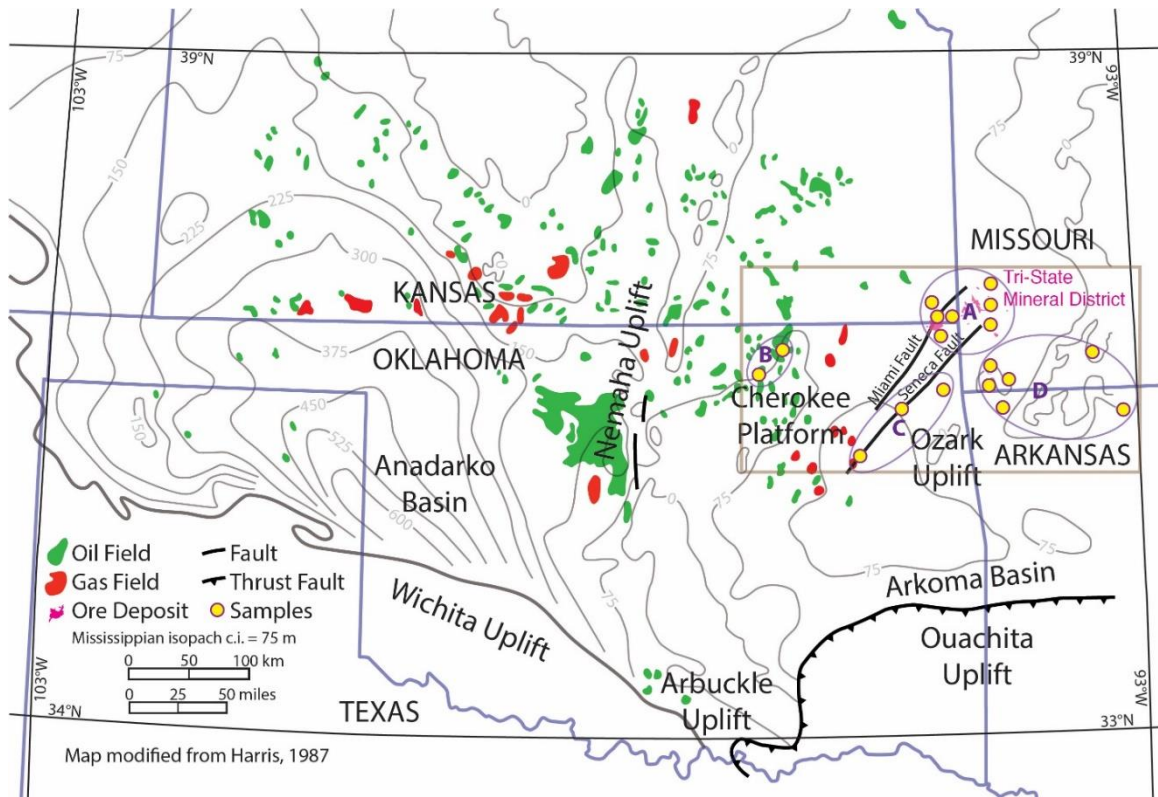 39°N
39°N
103°W
93°W
75
75
0
0
150
225
225
300
75
MISSOURI
Tri-State
Mineral District
KANSAS
A
OKLAHOMA
375
150
Nemaha Uplift
B
Miami Fault
Seneca Fault
D
Cherokee
Platform
C
Ozark
Uplift
ARKANSAS
150
450
525
600
Anadarko
Basin
0
75
75
Oil Field
Fault
Gas Field
Thrust Fault
Ore Deposit
Samples
Mississippian isopach c.i. = 75 m
0 50 100 km
0 25 50 miles
Wichita Uplift
Arkoma Basin
Ouachita
Uplift
Arbuckle
Uplift
103°W
93°W
34°N
33°N
TEXAS
Map modified from Harris, 1987